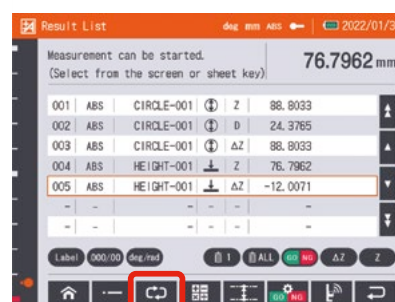 Result List deg mm ABS 2022/01/3
Measurement can be started.
(Select from the screen or sheet key)
76.7962 mm
001 ABS CIRCLE-001 Z 88.8033
002 ABS CIRCLE-001 D 24.3765
003 ABS CIRCLE-001 ΔZ 88.8033
004 ABS HEIGHT-001 Z 76.7962
005 ABS HEIGHT-001 ΔZ -12.0071
- - - -
- - - -
Label 000/00 deg/rad 1 ALL GO NG ΔZ Z
GO NG